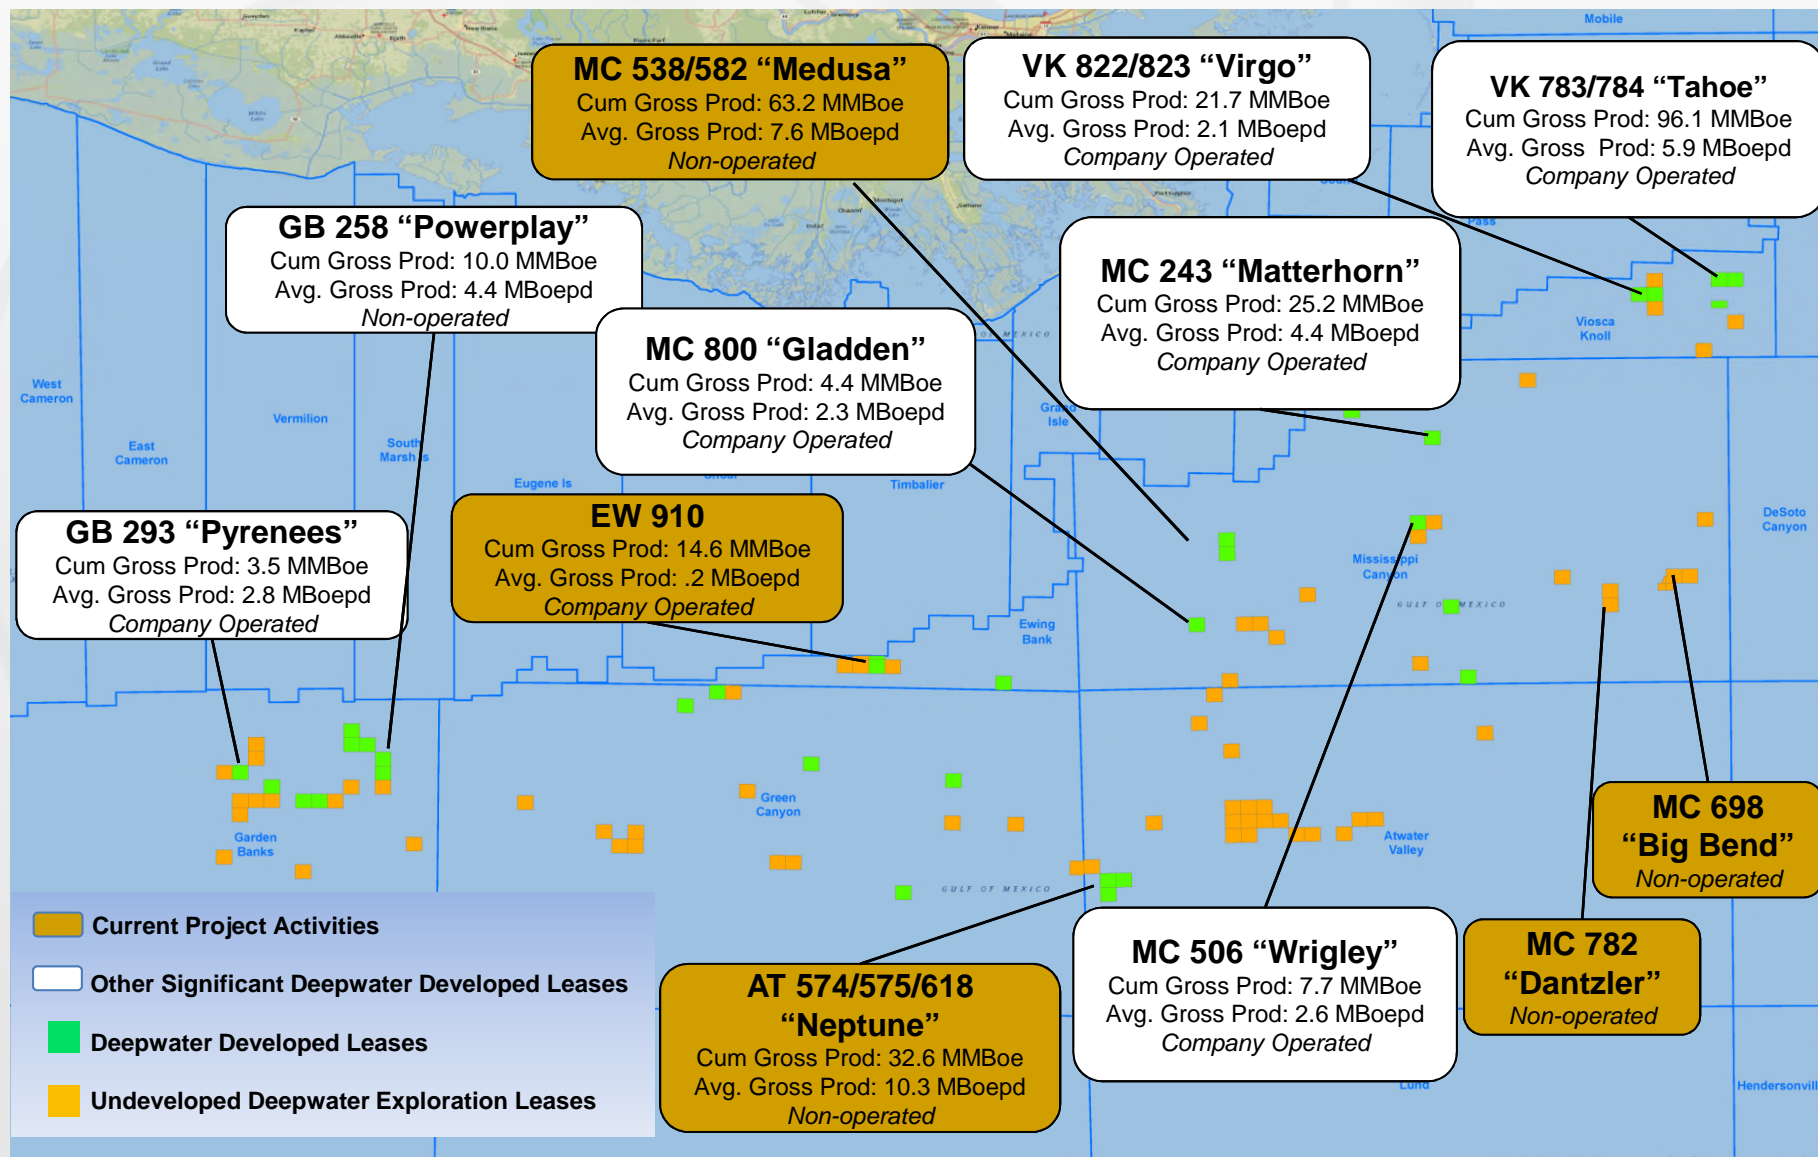 Mobile
MC 538/582 “Medusa”
Cum Gross Prod: 63.2 MMBoe
Avg. Gross Prod: 7.6 MBoepd
Non-operated
VK 822/823 “Virgo”
Cum Gross Prod: 21.7 MMBoe
Avg. Gross Prod: 2.1 MBoepd
Company Operated
VK 783/784 “Tahoe”
Cum Gross Prod: 96.1 MMBoe
Avg. Gross  Prod: 5.9 MBoepd
Company Operated
Pass
GB 258 “Powerplay”
Cum Gross Prod: 10.0 MMBoe
Avg. Gross Prod: 4.4 MBoepd
Non-operated
MC 243 “Matterhorn”
Cum Gross Prod: 25.2 MMBoe
Avg. Gross Prod: 4.4 MBoepd
Company Operated
Viosca
Knoll
MC 800 “Gladden”
Cum Gross Prod: 4.4 MMBoe
Avg. Gross Prod: 2.3 MBoepd
Company Operated
OF MEXICO
West
Cameron
Vermilion
East
Cameron
South
Grand
Isle
Eugene Is
Timbalier
EW 910
Cum Gross Prod: 14.6 MMBoe
Avg. Gross Prod: .2 MBoepd
Company Operated
GB 293 “Pyrenees”
Cum Gross Prod: 3.5 MMBoe
Avg. Gross Prod: 2.8 MBoepd
Company Operated
DeSoto
Canyon
Mississippi
Canyon
GULF OF MEXICO
Ewing
Bank
Green
Canyon
Garden
Banks
Atwater
Valley
GULF OF MEXICO
MC 698
“Big Bend”
Non-operated
MC 782
“Dantzler”
Non-operated
MC 506 “Wrigley”
Cum Gross Prod: 7.7 MMBoe
Avg. Gross Prod: 2.6 MBoepd
Company Operated
AT 574/575/618
“Neptune”
Cum Gross Prod: 32.6 MMBoe
Avg. Gross Prod: 10.3 MBoepd
Non-operated
Lund
Hendersonvill
Current Project Activities
Other Significant Deepwater Developed Leases
Deepwater Developed Leases
Undeveloped Deepwater Exploration Leases